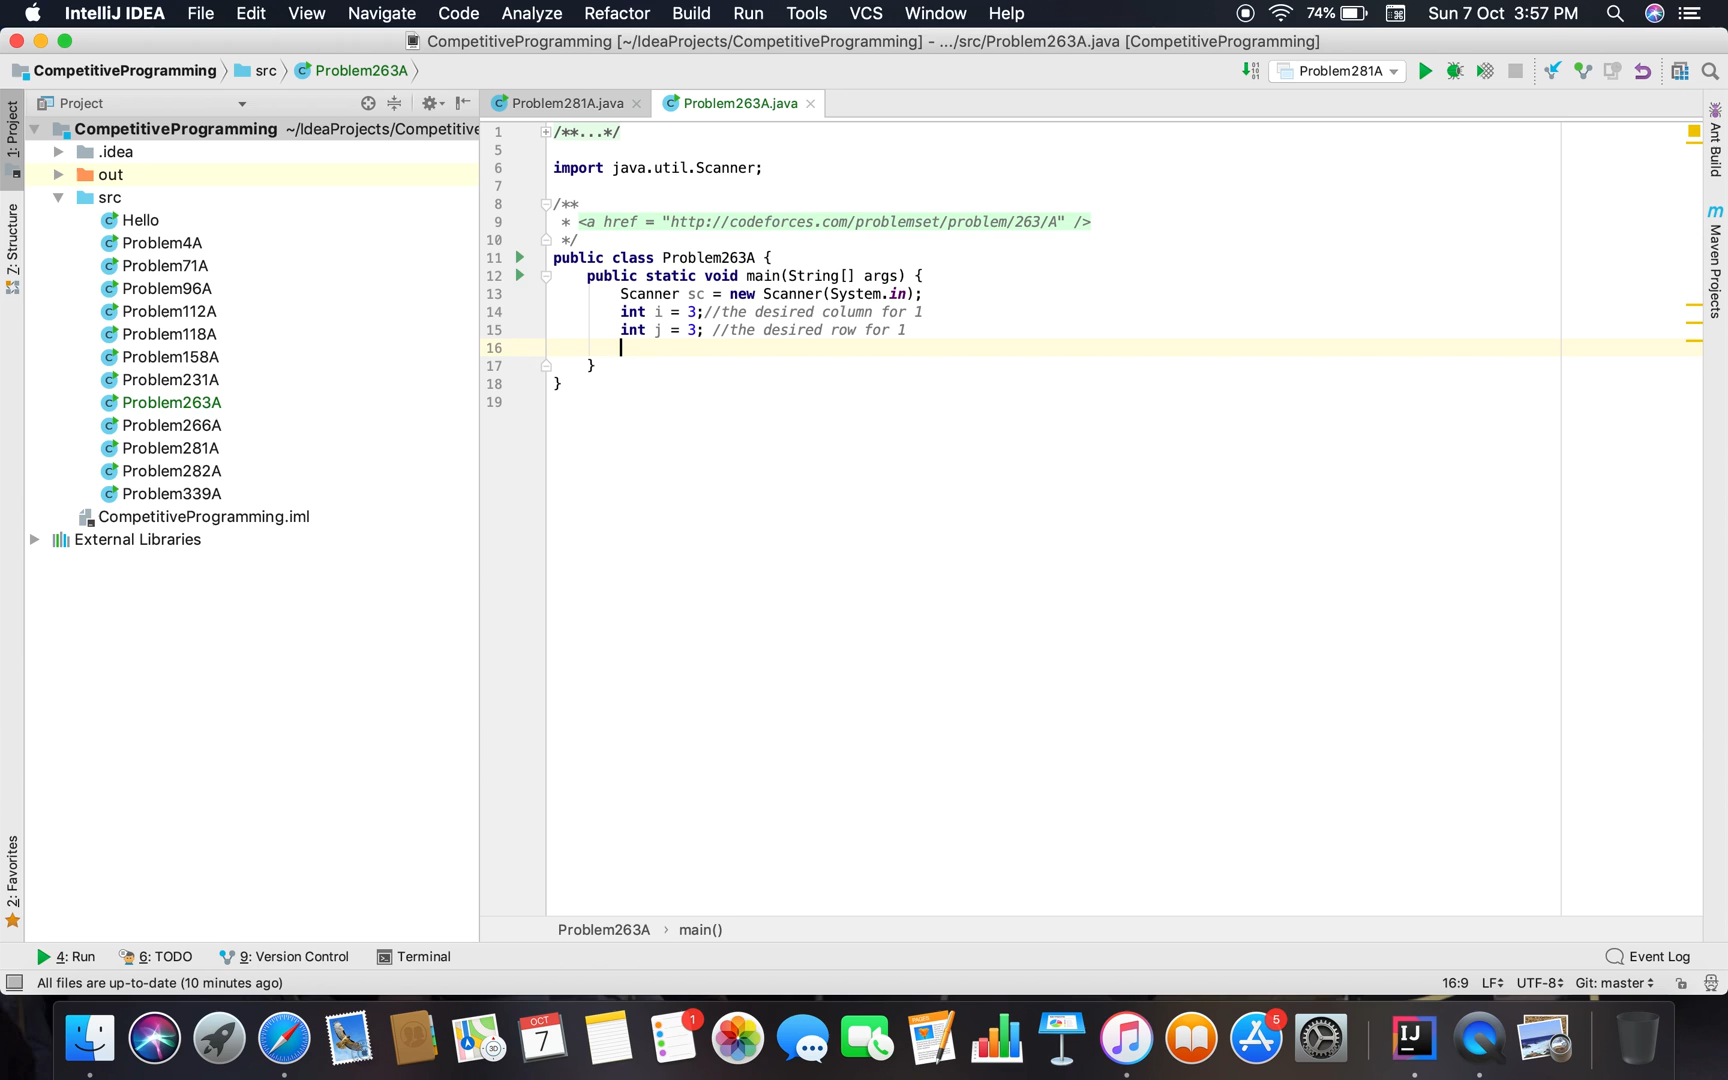 IntelliJ IDEA File Edit View Navigate Code Analyze Refactor Build Run Tools VCS Window Help 74% Sun 7 Oct 3:57 PM
CompetitiveProgramming [~/IdeaProjects/CompetitiveProgramming] - .../src/Problem263A.java [CompetitiveProgramming]
CompetitiveProgramming src Problem263A Problem281A
Project Problem281A.java Problem263A.java
1: Project
Z: Structure
2: Favorites
CompetitiveProgramming ~/IdeaProjects/Competitive
.idea
out
src
Hello
Problem4A
Problem71A
Problem96A
Problem112A
Problem118A
Problem158A
Problem231A
Problem263A
Problem266A
Problem281A
Problem282A
Problem339A
CompetitiveProgramming.iml
External Libraries
1 /**...*/
5
6 import java.util.Scanner;
7
8 /**
9 * <a href = "http://codeforces.com/problemset/problem/263/A" />
10 */
11 public class Problem263A {
12 public static void main(String[] args) {
13 Scanner sc = new Scanner(System.in);
14 int i = 3;//the desired column for 1
15 int j = 3; //the desired row for 1
16
17 }
18 }
19
Ant Build
m Maven Projects
Problem263A › main()
4: Run 6: TODO 9: Version Control Terminal Event Log
All files are up-to-date (10 minutes ago) 16:9 LF UTF-8 Git: master
OCT
7
3D
1
PAGES
5
IJ